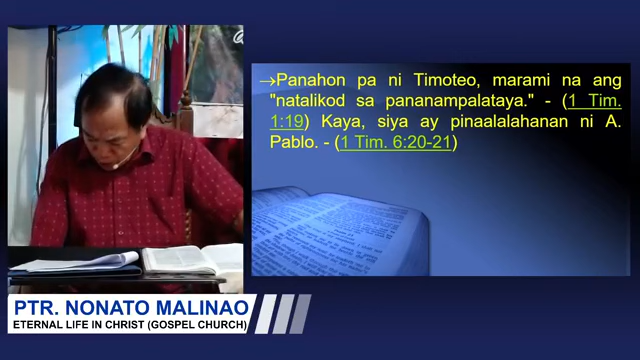 →Panahon pa ni Timoteo, marami na ang
"natalikod sa pananampalataya." - (1 Tim.
1:19) Kaya, siya ay pinaalalahanan ni A.
Pablo. - (1 Tim. 6:20-21)
PTR. NONATO MALINAO
ETERNAL LIFE IN CHRIST (GOSPEL CHURCH)